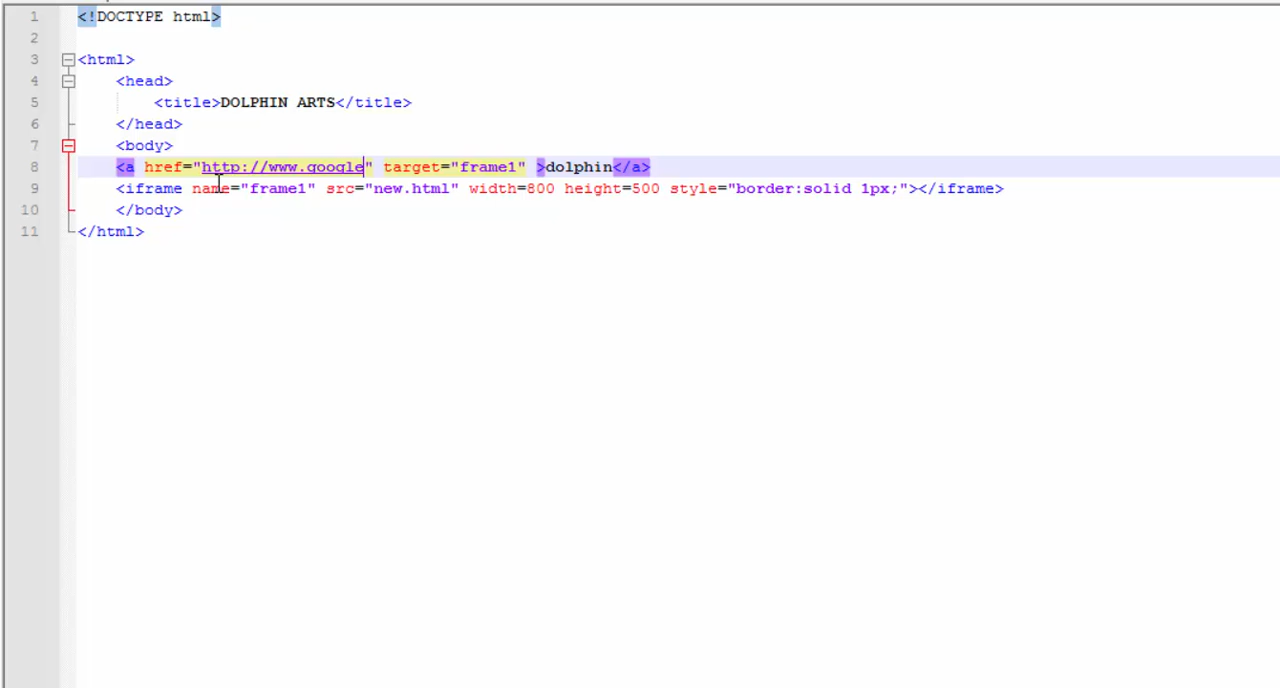 1 <!DOCTYPE html>
2
3 <html>
4 <head>
5 <title>DOLPHIN ARTS</title>
6 </head>
7 <body>
8 <a href="http://www.google" target="frame1" >dolphin</a>
9 <iframe name="frame1" src="new.html" width=800 height=500 style="border:solid 1px;"></iframe>
10 </body>
11 </html>